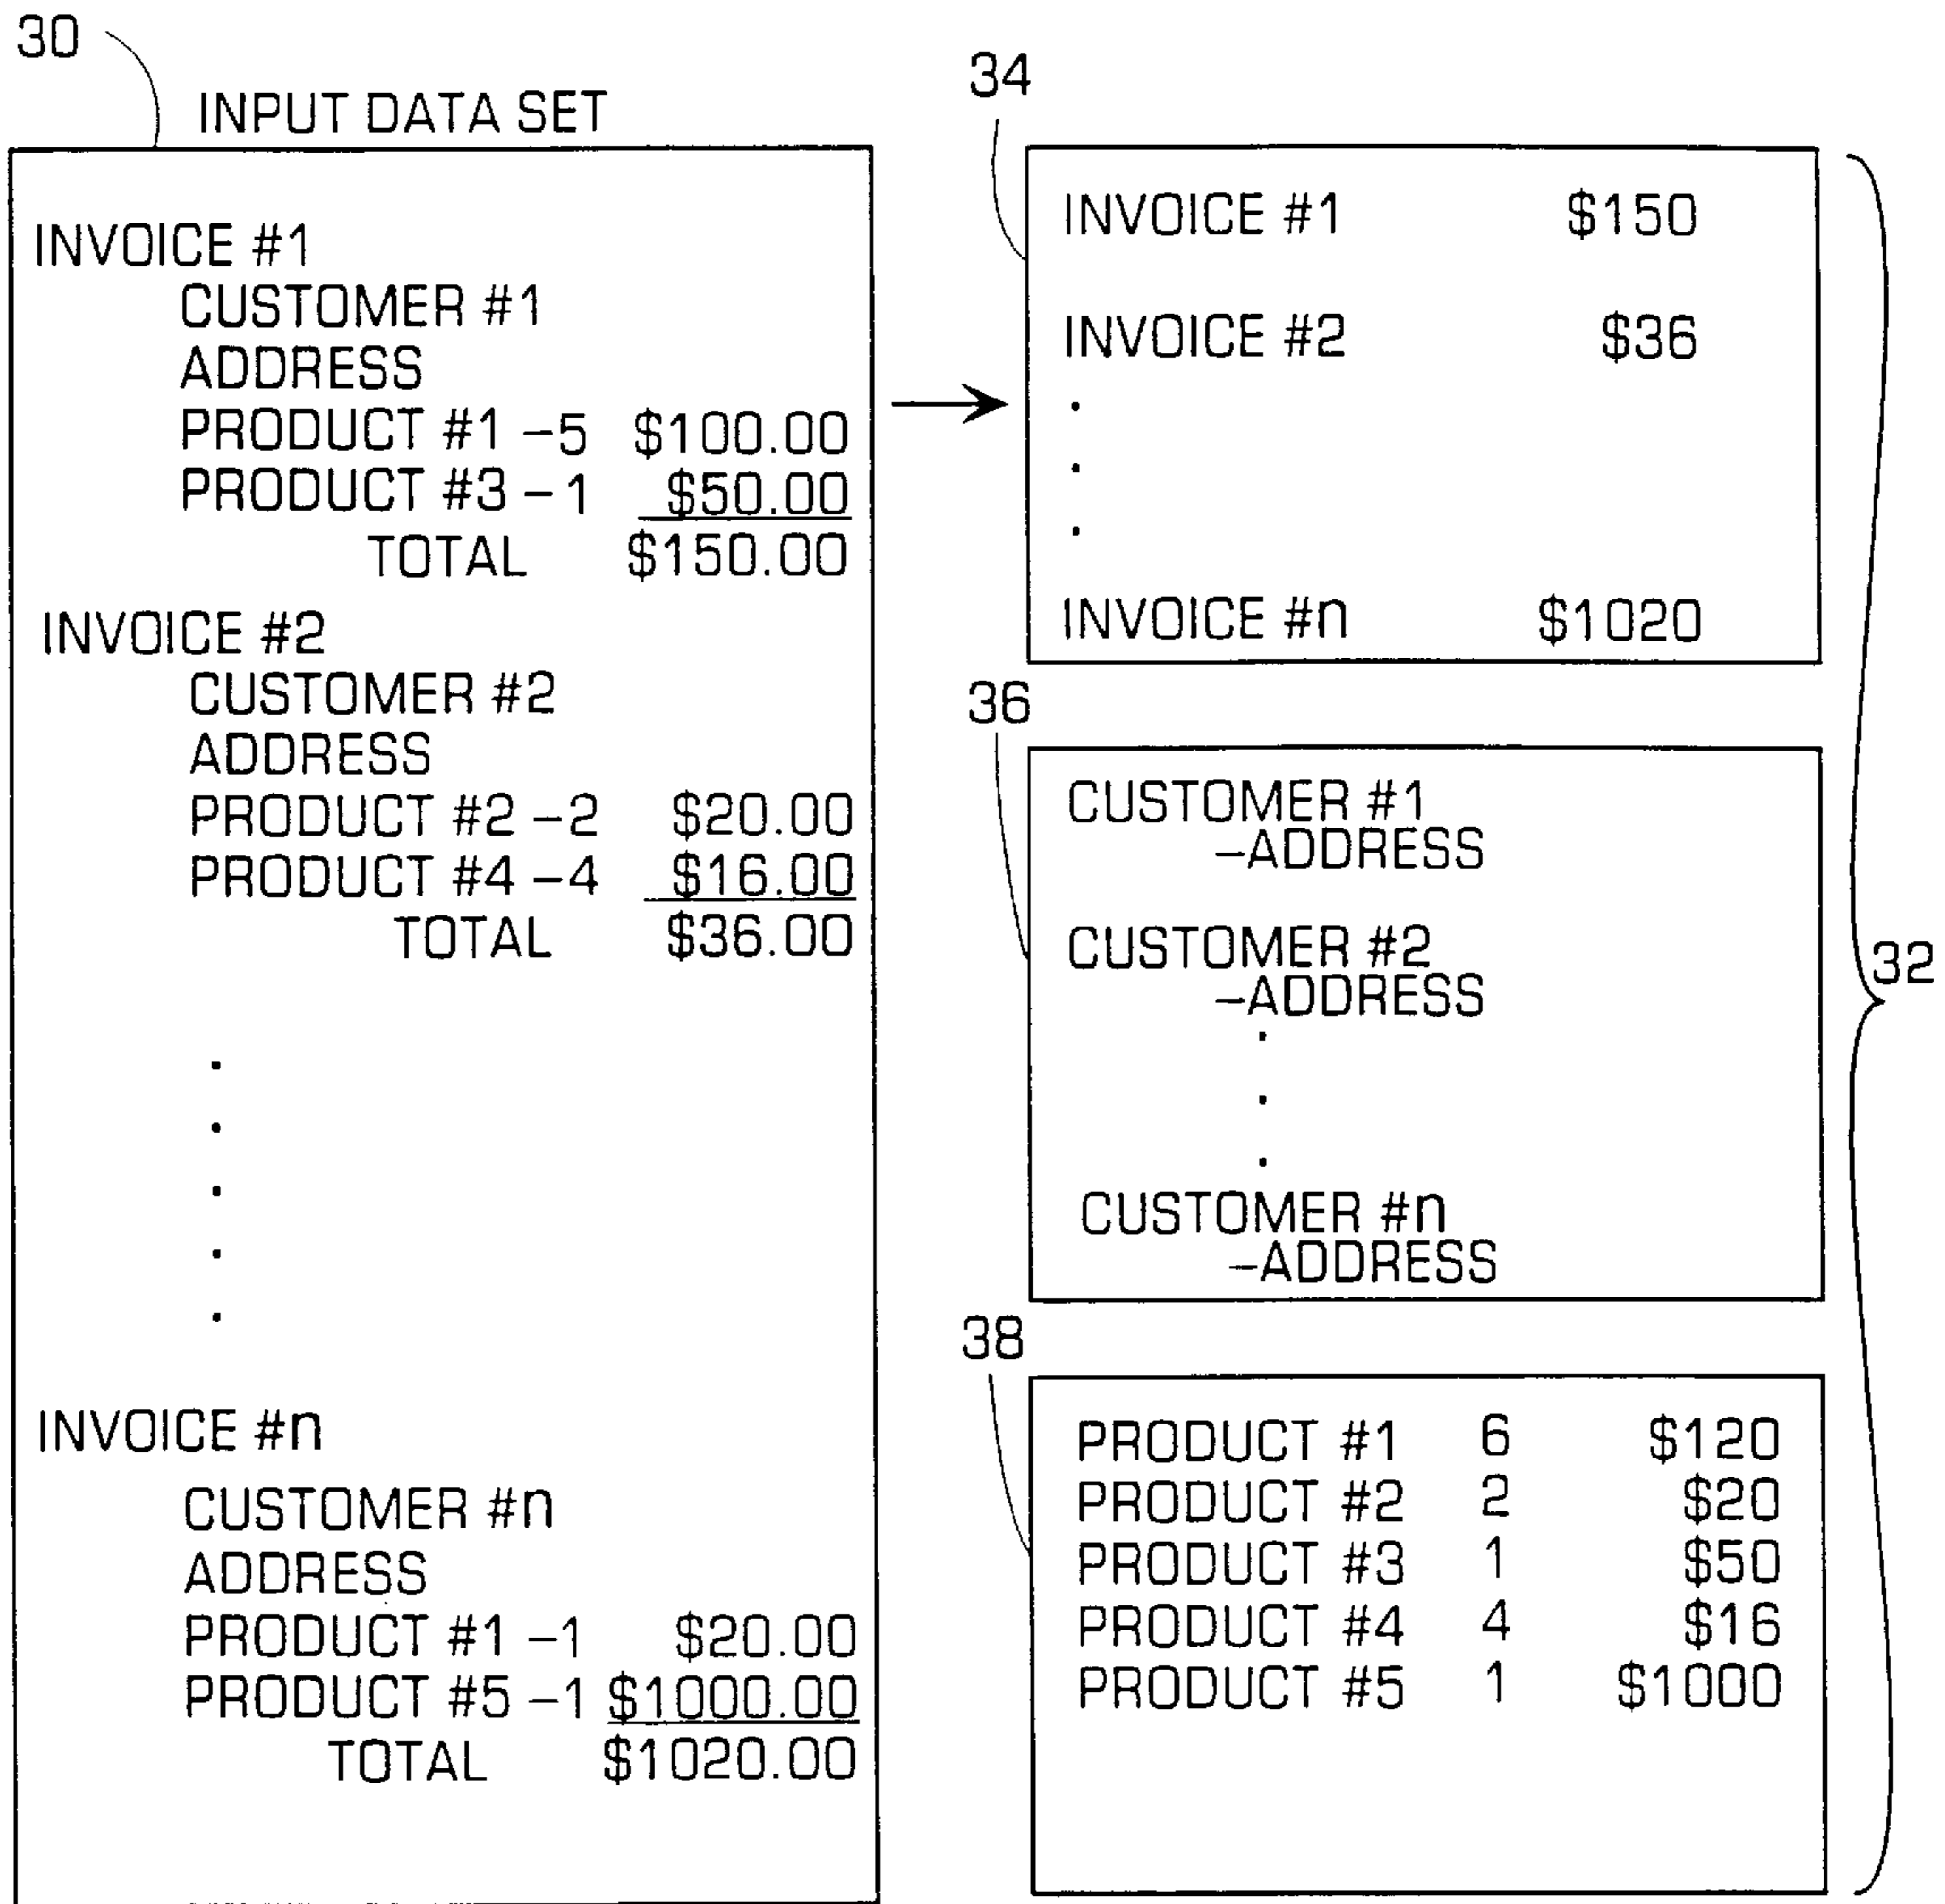 30
INPUT DATA SET
INVOICE #1
CUSTOMER #1
ADDRESS
PRODUCT #1 –5 $100.00
PRODUCT #3 –1 $50.00
TOTAL $150.00
INVOICE #2
CUSTOMER #2
ADDRESS
PRODUCT #2 –2 $20.00
PRODUCT #4 –4 $16.00
TOTAL $36.00
.
.
.
.
.
INVOICE #n
CUSTOMER #n
ADDRESS
PRODUCT #1 –1 $20.00
PRODUCT #5 –1 $1000.00
TOTAL $1020.00
34
INVOICE #1 $150
INVOICE #2 $36
.
.
.
INVOICE #n $1020
36
CUSTOMER #1
–ADDRESS
CUSTOMER #2
–ADDRESS
.
.
.
CUSTOMER #n
–ADDRESS
38
PRODUCT #1 6 $120
PRODUCT #2 2 $20
PRODUCT #3 1 $50
PRODUCT #4 4 $16
PRODUCT #5 1 $1000
32